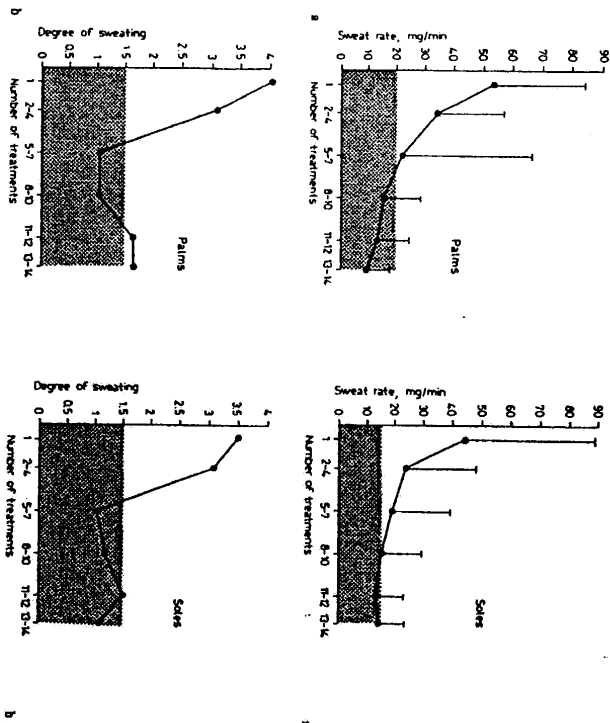 a
Sweat rate, mg/min
0 10 20 30 40 50 60 70 80 90
1 2-4 5-7 8-10 11-12 13-14
Number of treatments
Palms
Sweat rate, mg/min
0 10 20 30 40 50 60 70 80 90
1 2-4 5-7 8-10 11-12 13-14
Number of treatments
Soles
b
Degree of sweating
0 0.5 1 1.5 2 2.5 3 3.5 4
1 2-4 5-7 8-10 11-12 13-14
Number of treatments
Palms
Degree of sweating
0 0.5 1 1.5 2 2.5 3 3.5 4
1 2-4 5-7 8-10 11-12 13-14
Number of treatments
Soles
b